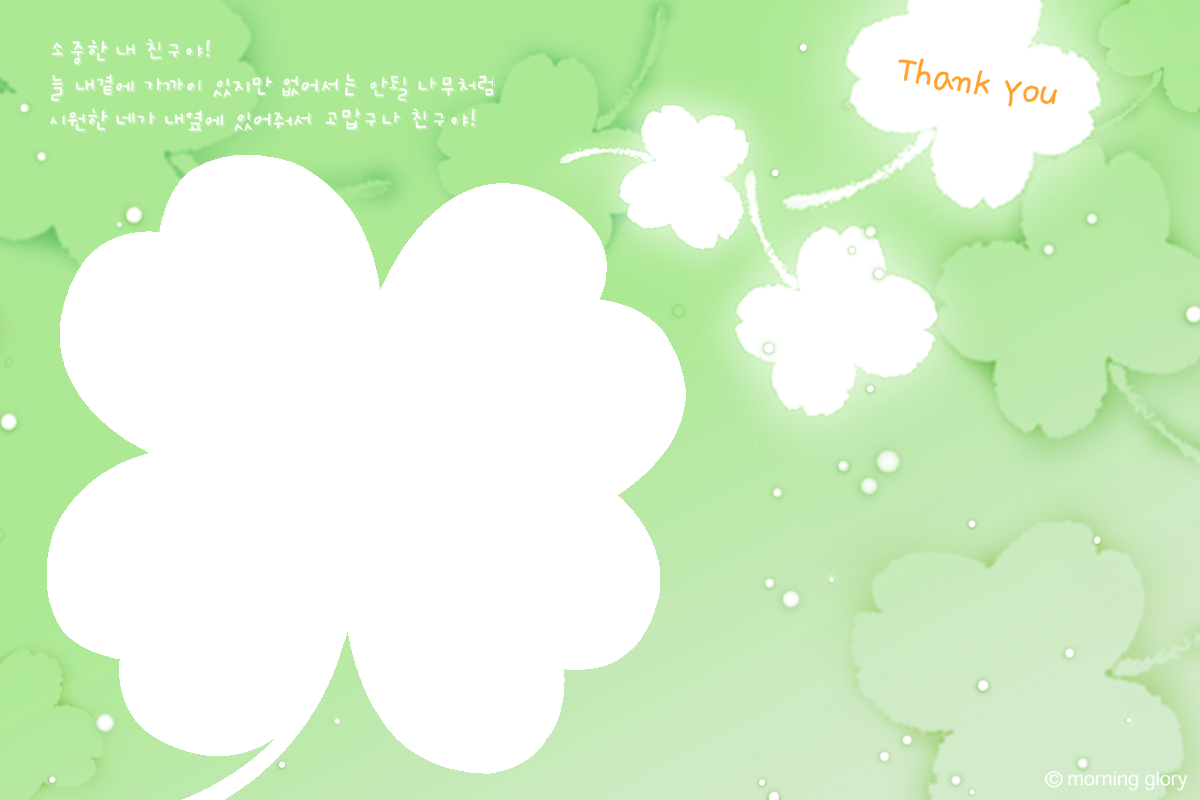 소중한 내 친구야!
늘 내곁에 가까이 있지만 없어서는 안될 나무처럼
시원한 네가 내옆에 있어줘서 고맙구나 친구야!
Thank You
© morning glory